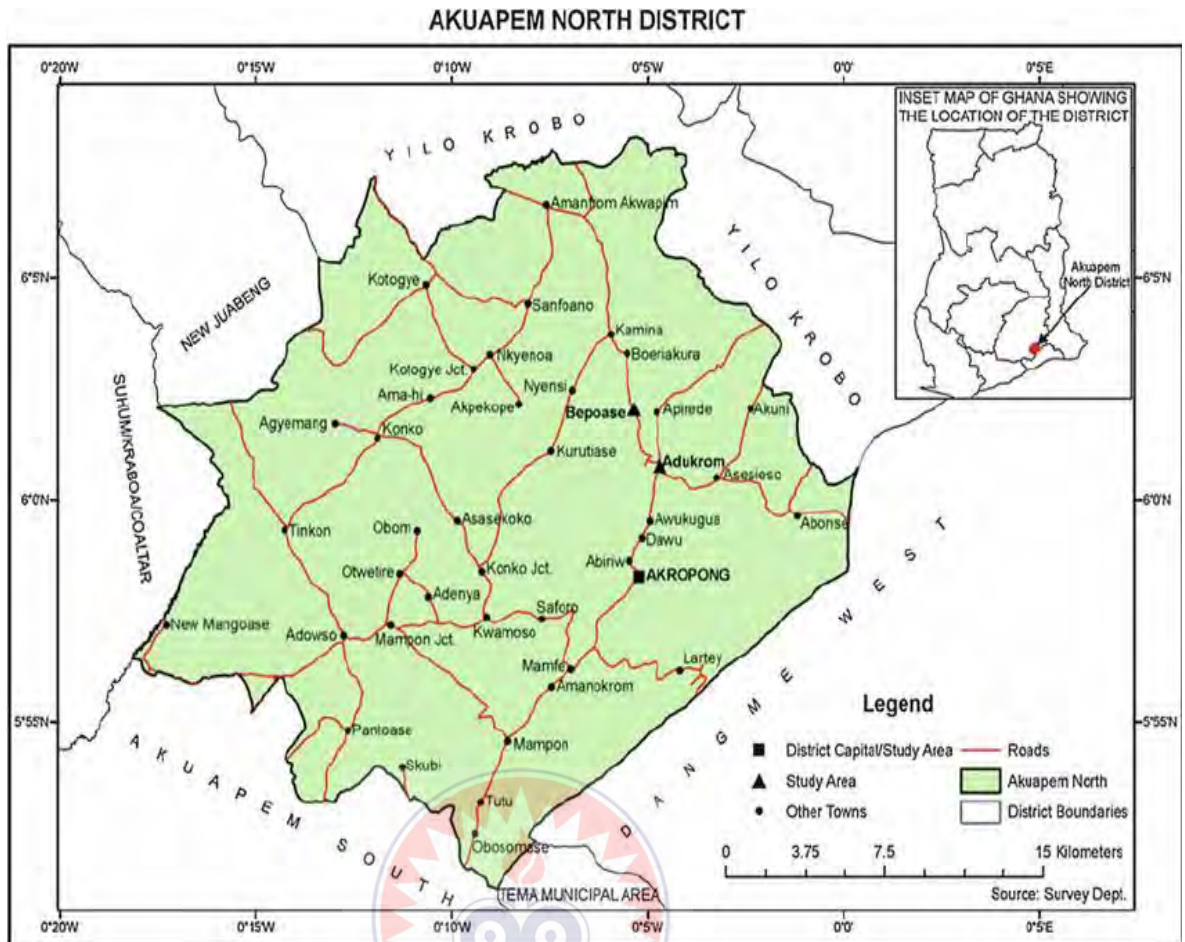 AKUAPEM NORTH DISTRICT
0°20'W 0°15'W 0°10'W 0°5'W 0°0' 0°5'E
INSET MAP OF GHANA SHOWING
THE LOCATION OF THE DISTRICT
YILO KROBO
Amanfrom Akwapim
YILO KROBO
6°5'N
6°5'N
Akuapem
North District
Kotogye
NEW JUABENG
Sanfoano
Kamina
Boeriakura
Nkyenoa
Kotogye Jct.
Nyensi
Ama-hi
Akpekope
Bepoase
Apirede
Akuni
SUHUM/KRABOA/COALTAR
Agyemang
Konko
Kurutiase
Adukrom
Asesieso
6°0'N
6°0'N
Tinkon
Obom
Asasekoko
Awukugua
Abonse
Dawu
Abiriw
Otwetire
Konko Jct.
AKROPONG
Adenya
Saforo
New Mangoase
Adowso
Mampon Jct.
Kwamoso
Mamfe
Lartey
Amanokrom
DANGME WEST
Legend
5°55'N
5°55'N
Pantoase
Mampon
District Capital/Study Area
Roads
Skubi
Study Area
Akuapem North
AKUAPEM SOUTH
Tutu
Other Towns
District Boundaries
Obosomase
0 3.75 7.5 15 Kilometers
TEMA MUNICIPAL AREA
Source: Survey Dept.
0°20'W 0°15'W 0°10'W 0°5'W 0°0' 0°5'E